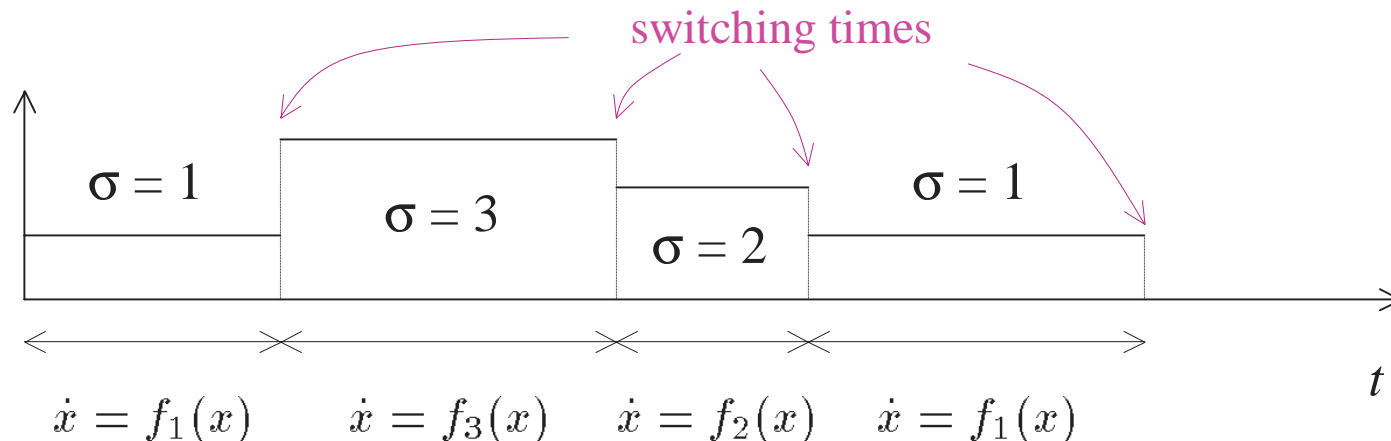 switching times
σ = 1
σ = 3
σ = 2
σ = 1
t
ẋ = f₁(x) ẋ = f₃(x) ẋ = f₂(x) ẋ = f₁(x)